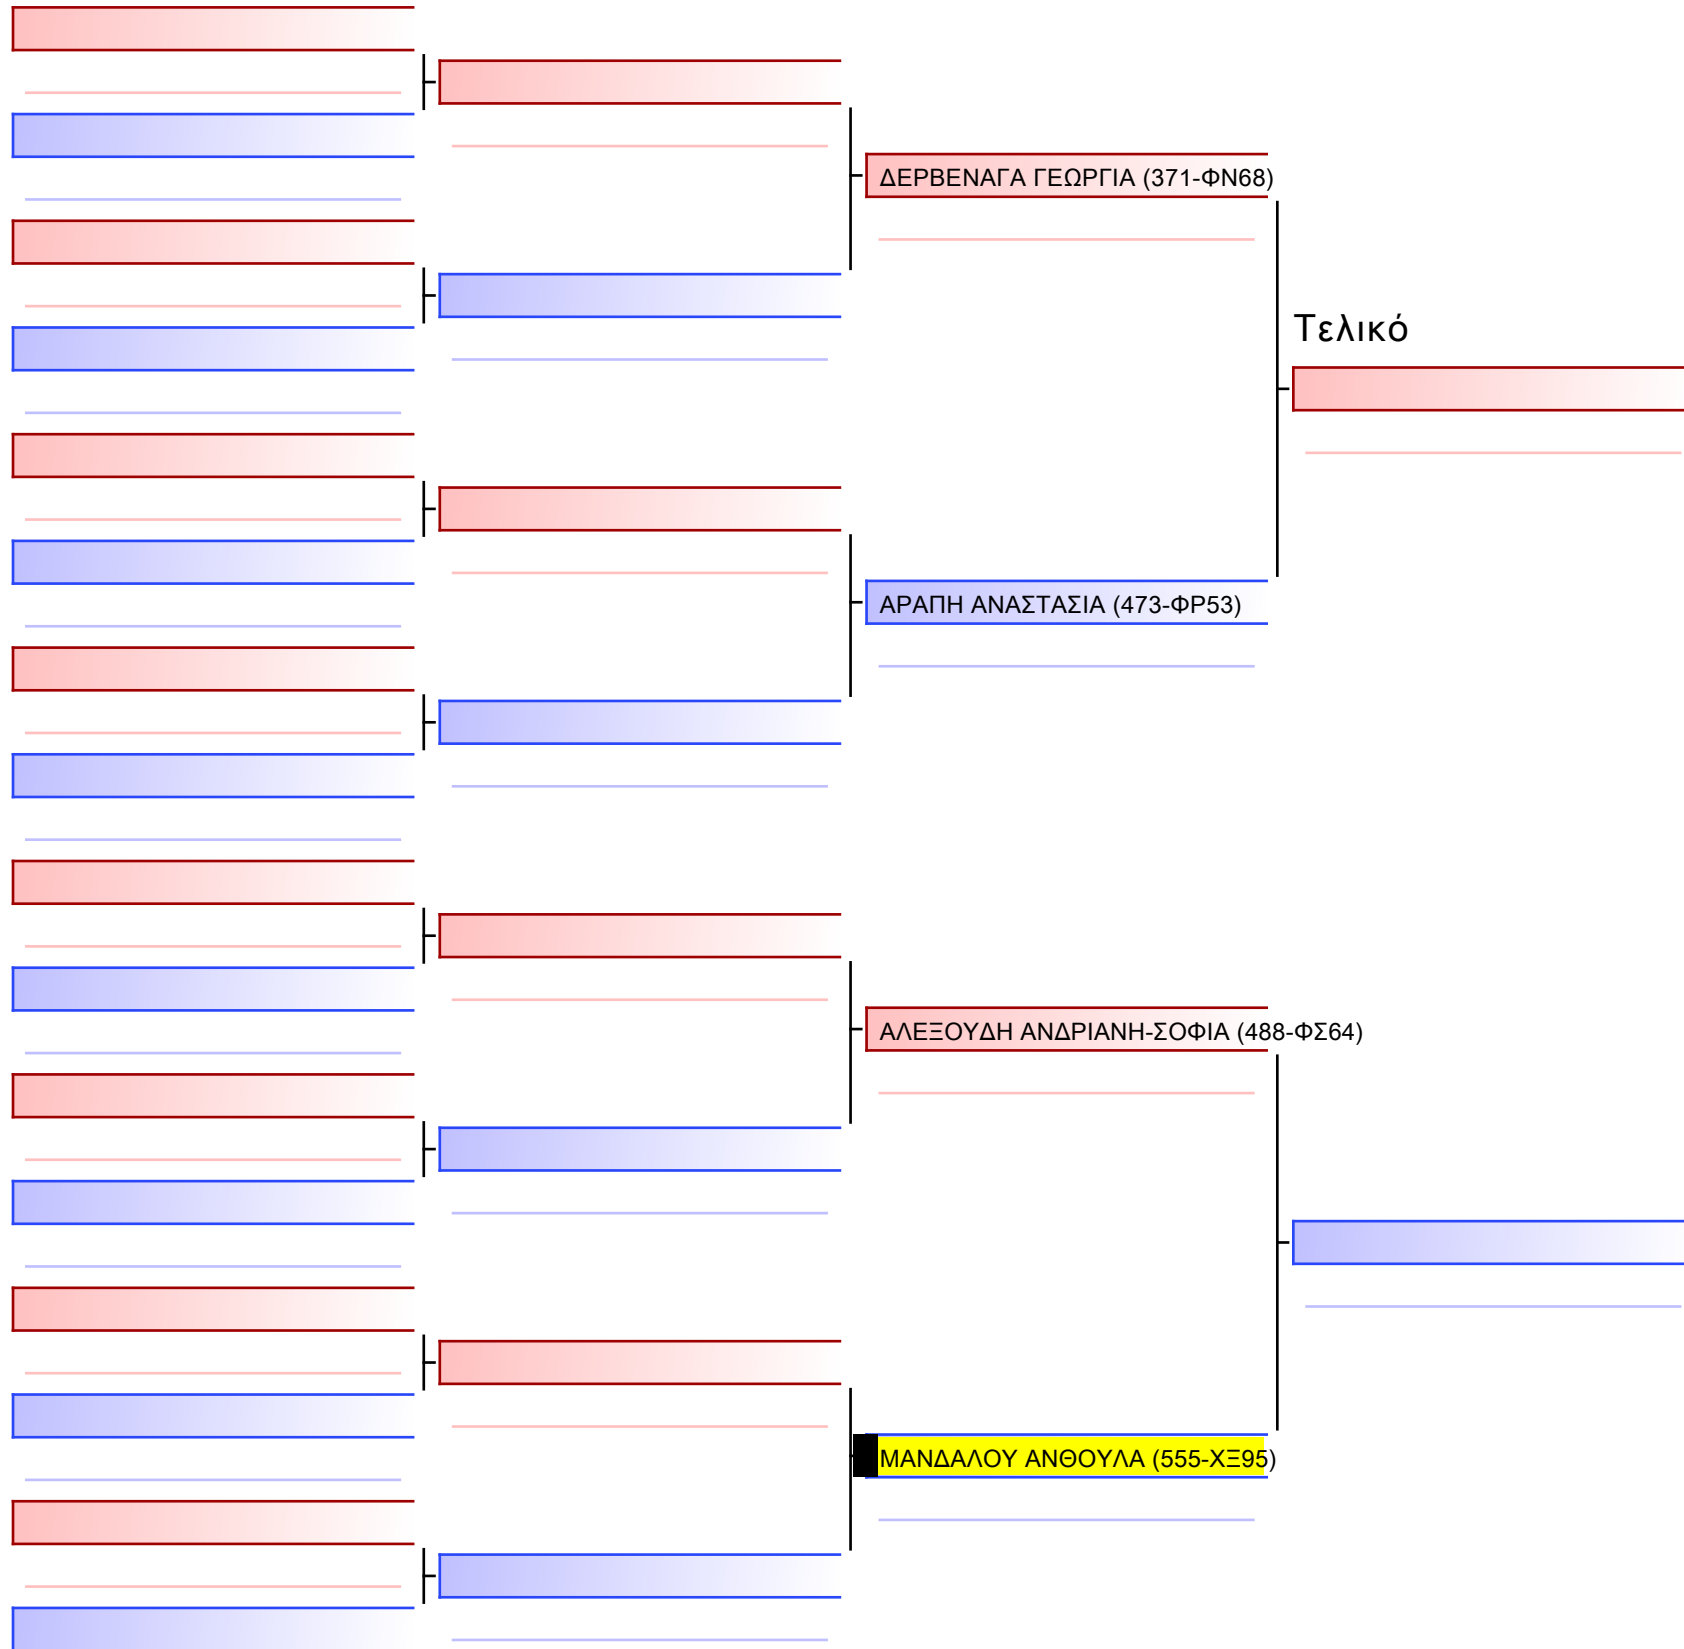 ΔΕΡΒΕΝΑΓΑ ΓΕΩΡΓΙΑ (371-ΦΝ68)
Τελικό
ΑΡΑΠΗ ΑΝΑΣΤΑΣΙΑ (473-ΦΡ53)
ΑΛΕΞΟΥΔΗ ΑΝΔΡΙΑΝΗ-ΣΟΦΙΑ (488-ΦΣ64)
ΜΑΝΔΑΛΟΥ ΑΝΘΟΥΛΑ (555-ΧΞ95)